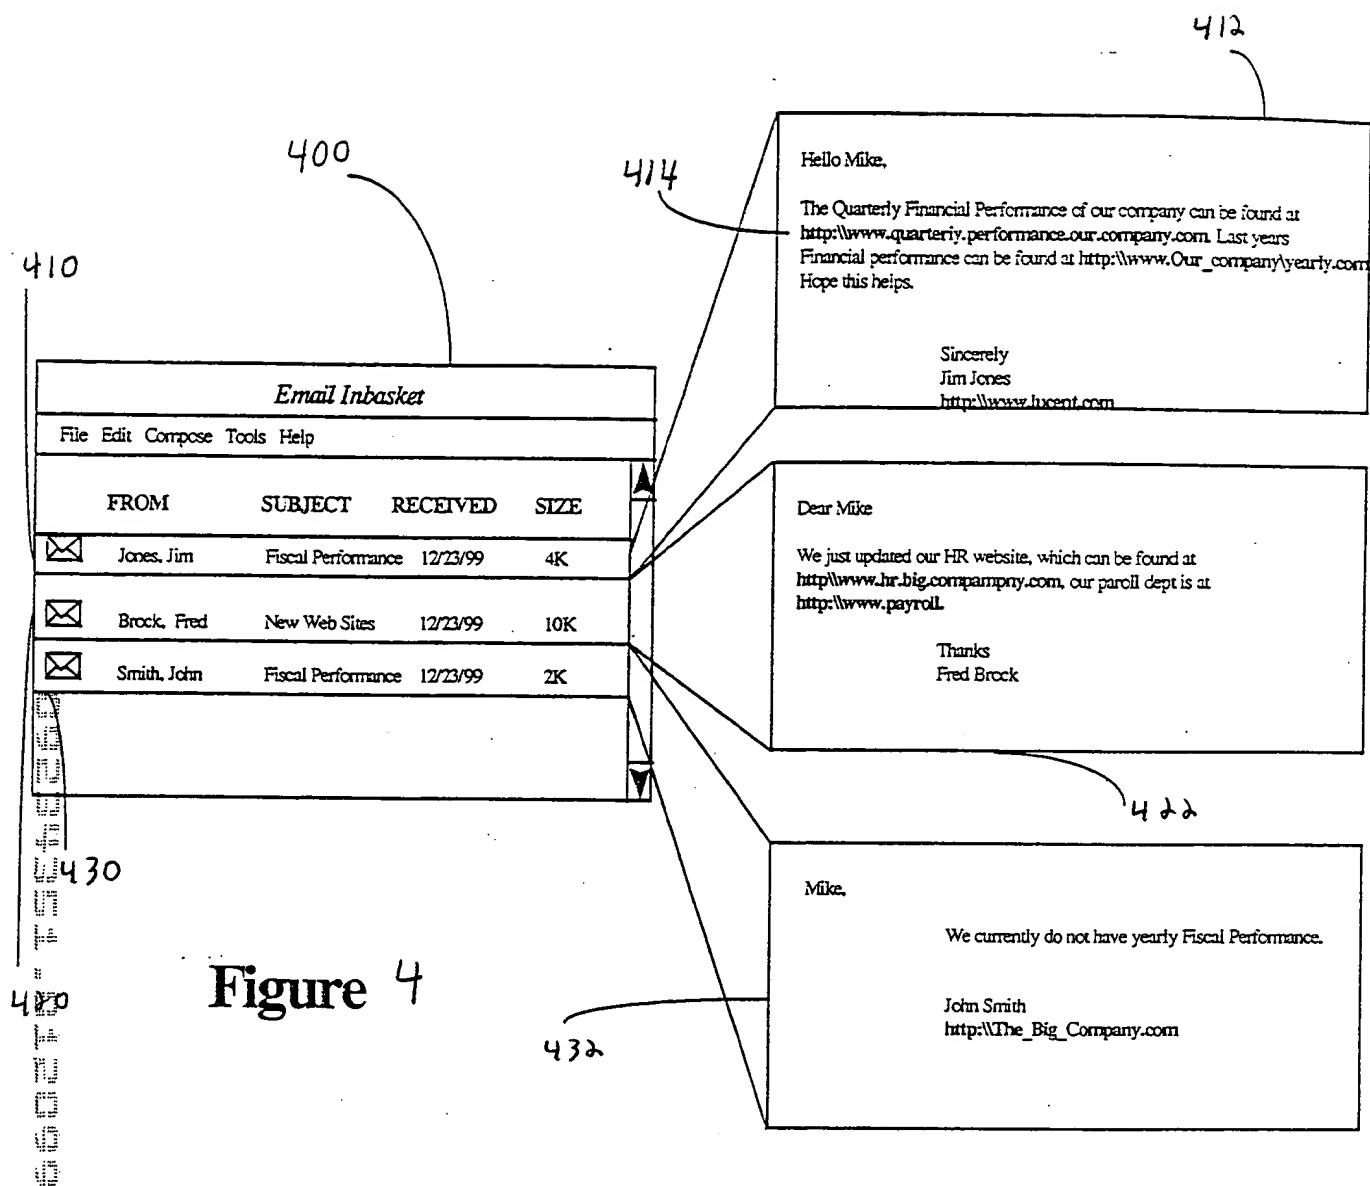 412
400
414
Hello Mike,
The Quarterly Financial Performance of our company can be found at
http:\\www.quarterly.performance.our.company.com. Last years
Financial performance can be found at http:\\www.Our_company\yearly.com
Hope this helps.
Sincerely
Jim Jones
http:\\www.lucent.com
410
Email Inbasket
File Edit Compose Tools Help
FROM SUBJECT RECEIVED SIZE
Jones, Jim Fiscal Performance 12/23/99 4K
Brock, Fred New Web Sites 12/23/99 10K
Smith, John Fiscal Performance 12/23/99 2K
Dear Mike
We just updated our HR website, which can be found at
http\\www.hr.big.compampny.com, our paroll dept is at
http:\\www.payroll.
Thanks
Fred Brock
422
430
Mike,
We currently do not have yearly Fiscal Performance.
John Smith
http:\\The_Big_Company.com
432
420
Figure 4